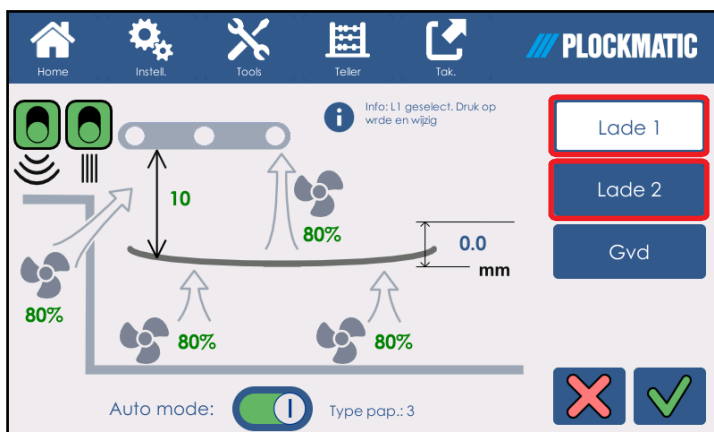 Home
Instell.
Tools
Teller
Tak.
PLOCKMATIC
Info: L1 geselect. Druk op
wrde en wijzig
Lade 1
Lade 2
Gvd
10
80%
0.0
mm
80%
80%
80%
Auto mode:
Type pap.: 3